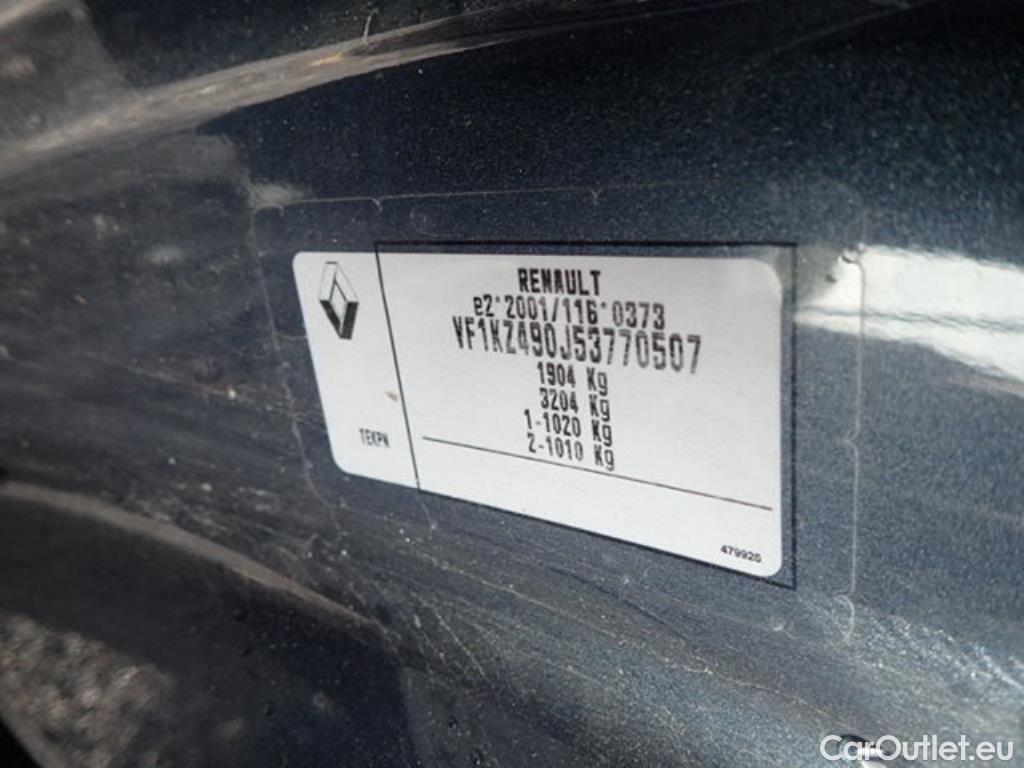 RENAULT
e2*2001/116*0373
VF1KZ490J53770507
1904 Kg
3204 Kg
1-1020 Kg
2-1010 Kg
TEKPN
479926
CarOutlet.eu